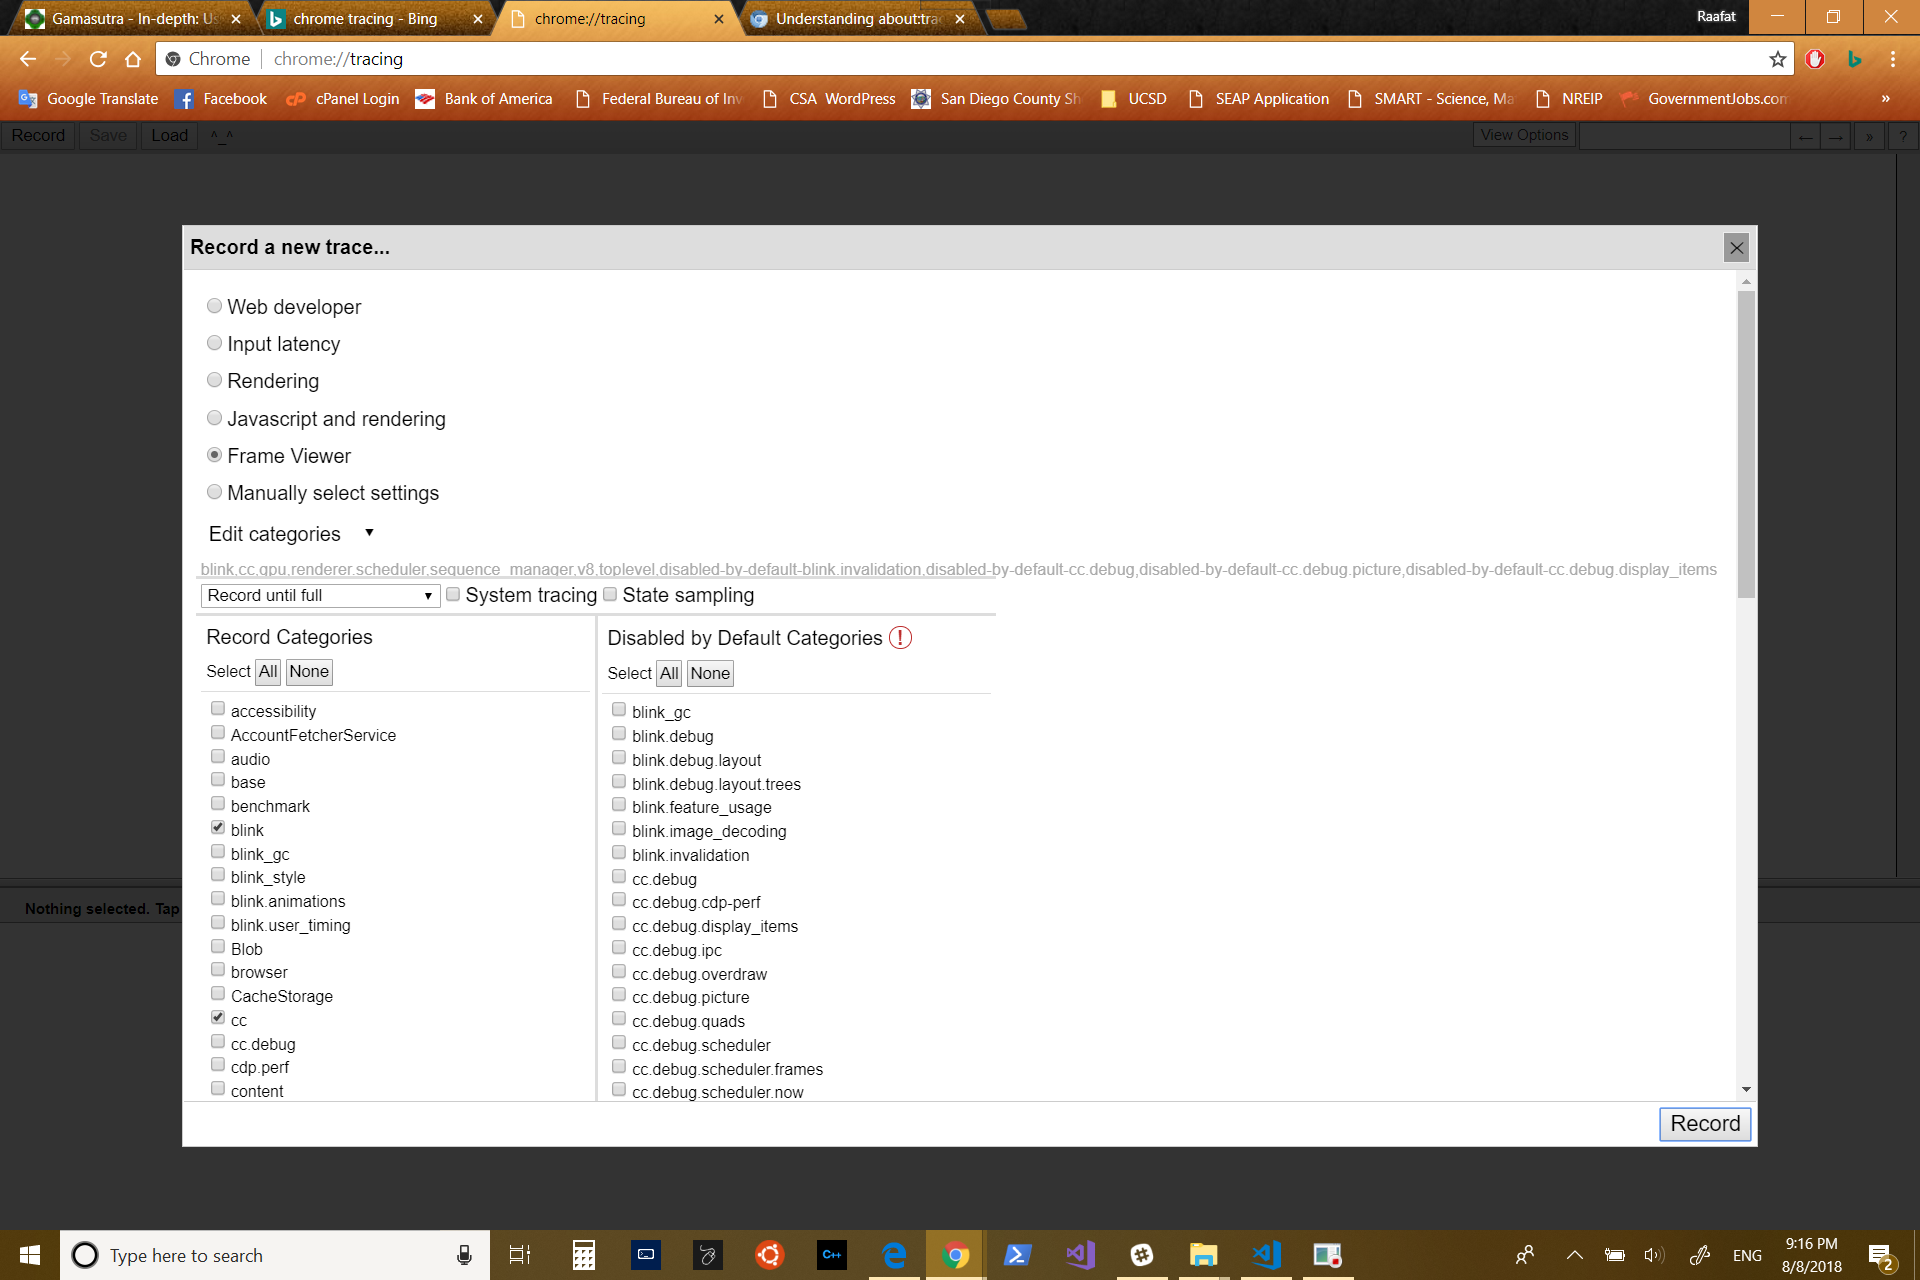 Gamasutra - In-depth: Us
chrome tracing - Bing
chrome://tracing
Understanding about:tra
Raafat
Chrome chrome://tracing
Google Translate Facebook cPanel Login Bank of America Federal Bureau of Inv CSA WordPress San Diego County Sh UCSD SEAP Application SMART - Science, Ma NREIP GovernmentJobs.com »
Record Save Load ^_^ View Options ← → » ?
Record a new trace...
Web developer
Input latency
Rendering
Javascript and rendering
Frame Viewer
Manually select settings
Edit categories
blink,cc,gpu,renderer.scheduler,sequence_manager,v8,toplevel,disabled-by-default-blink.invalidation,disabled-by-default-cc.debug,disabled-by-default-cc.debug.picture,disabled-by-default-cc.debug.display_items
Record until full System tracing State sampling
Record Categories
Select All None
accessibility
AccountFetcherService
audio
base
benchmark
blink
blink_gc
blink_style
blink.animations
blink.user_timing
Blob
browser
CacheStorage
cc
cc.debug
cdp.perf
content
Disabled by Default Categories !
Select All None
blink_gc
blink.debug
blink.debug.layout
blink.debug.layout.trees
blink.feature_usage
blink.image_decoding
blink.invalidation
cc.debug
cc.debug.cdp-perf
cc.debug.display_items
cc.debug.ipc
cc.debug.overdraw
cc.debug.picture
cc.debug.quads
cc.debug.scheduler
cc.debug.scheduler.frames
cc.debug.scheduler.now
Nothing selected. Tap
Record
Type here to search
C++
ENG
9:16 PM
8/8/2018
2